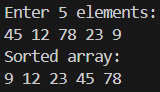 Enter 5 elements:
45 12 78 23 9
Sorted array:
9 12 23 45 78